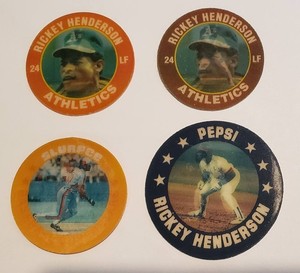 RICKEY HENDERSON
24 LF
ATHLETICS
RICKEY HENDERSON
24 LF
ATHLETICS
SLURPEE
PEPSI
RICKEY HENDERSON